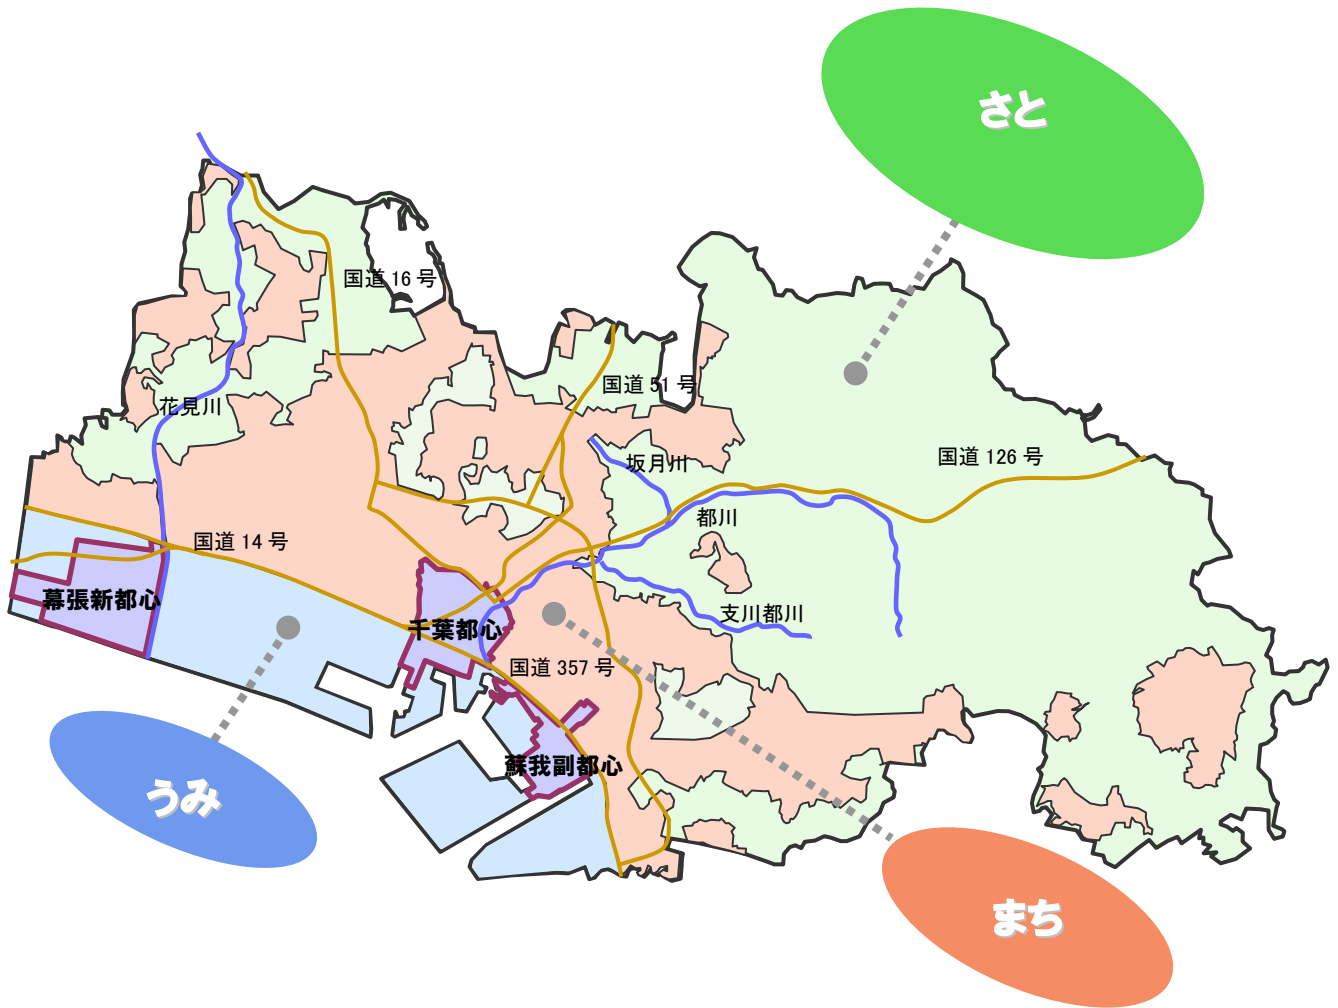 さと
国道 16 号
国道 51 号
花見川
坂月川
国道 126 号
都川
国道 14 号
幕張新都心
支川都川
千葉都心
国道 357 号
蘇我副都心
うみ
まち